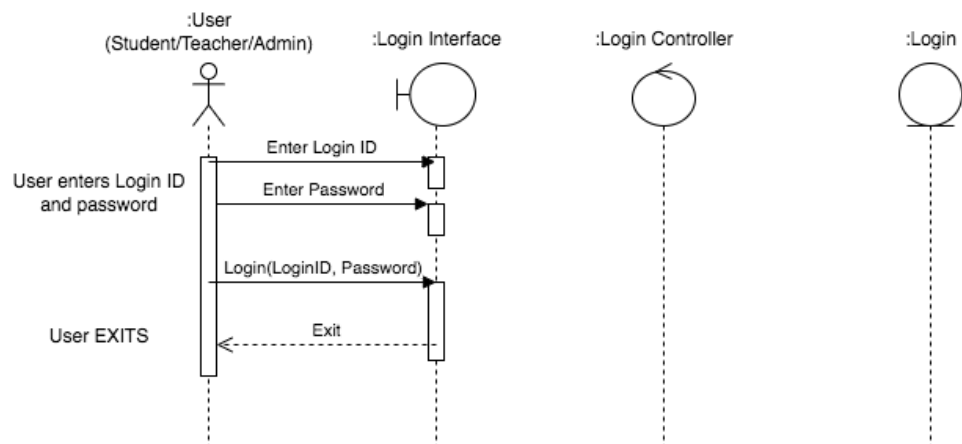 :User
(Student/Teacher/Admin)
:Login Interface
:Login Controller
:Login
Enter Login ID
User enters Login ID
and password
Enter Password
Login(LoginID, Password)
User EXITS
Exit